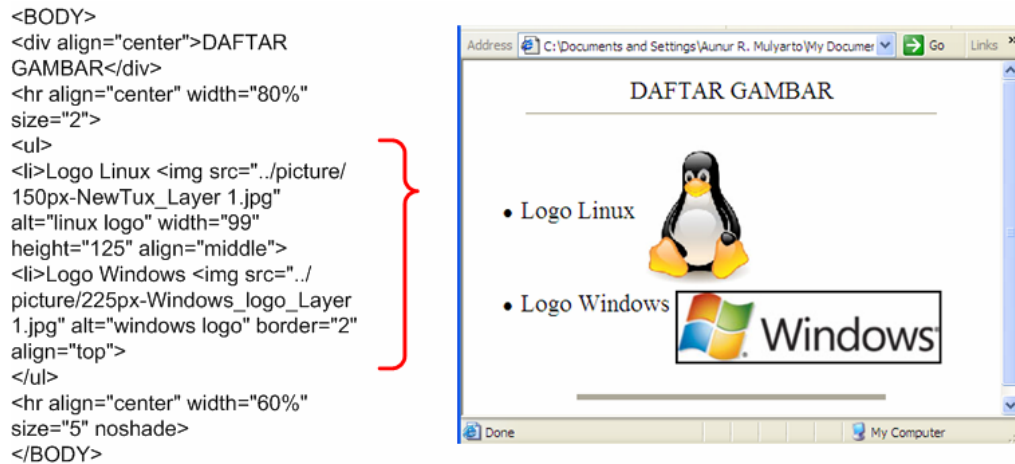 <BODY>
<div align="center">DAFTAR
GAMBAR</div>
<hr align="center" width="80%"
size="2">
<ul>
<li>Logo Linux <img src="../picture/
150px-NewTux_Layer 1.jpg"
alt="linux logo" width="99"
height="125" align="middle">
<li>Logo Windows <img src="../
picture/225px-Windows_logo_Layer
1.jpg" alt="windows logo" border="2"
align="top">
</ul>
<hr align="center" width="60%"
size="5" noshade>
</BODY>
Address C:\Documents and Settings\Aunur R. Mulyarto\My Documer Go Links »
DAFTAR GAMBAR
• Logo Linux
• Logo Windows
Windows
Done
My Computer